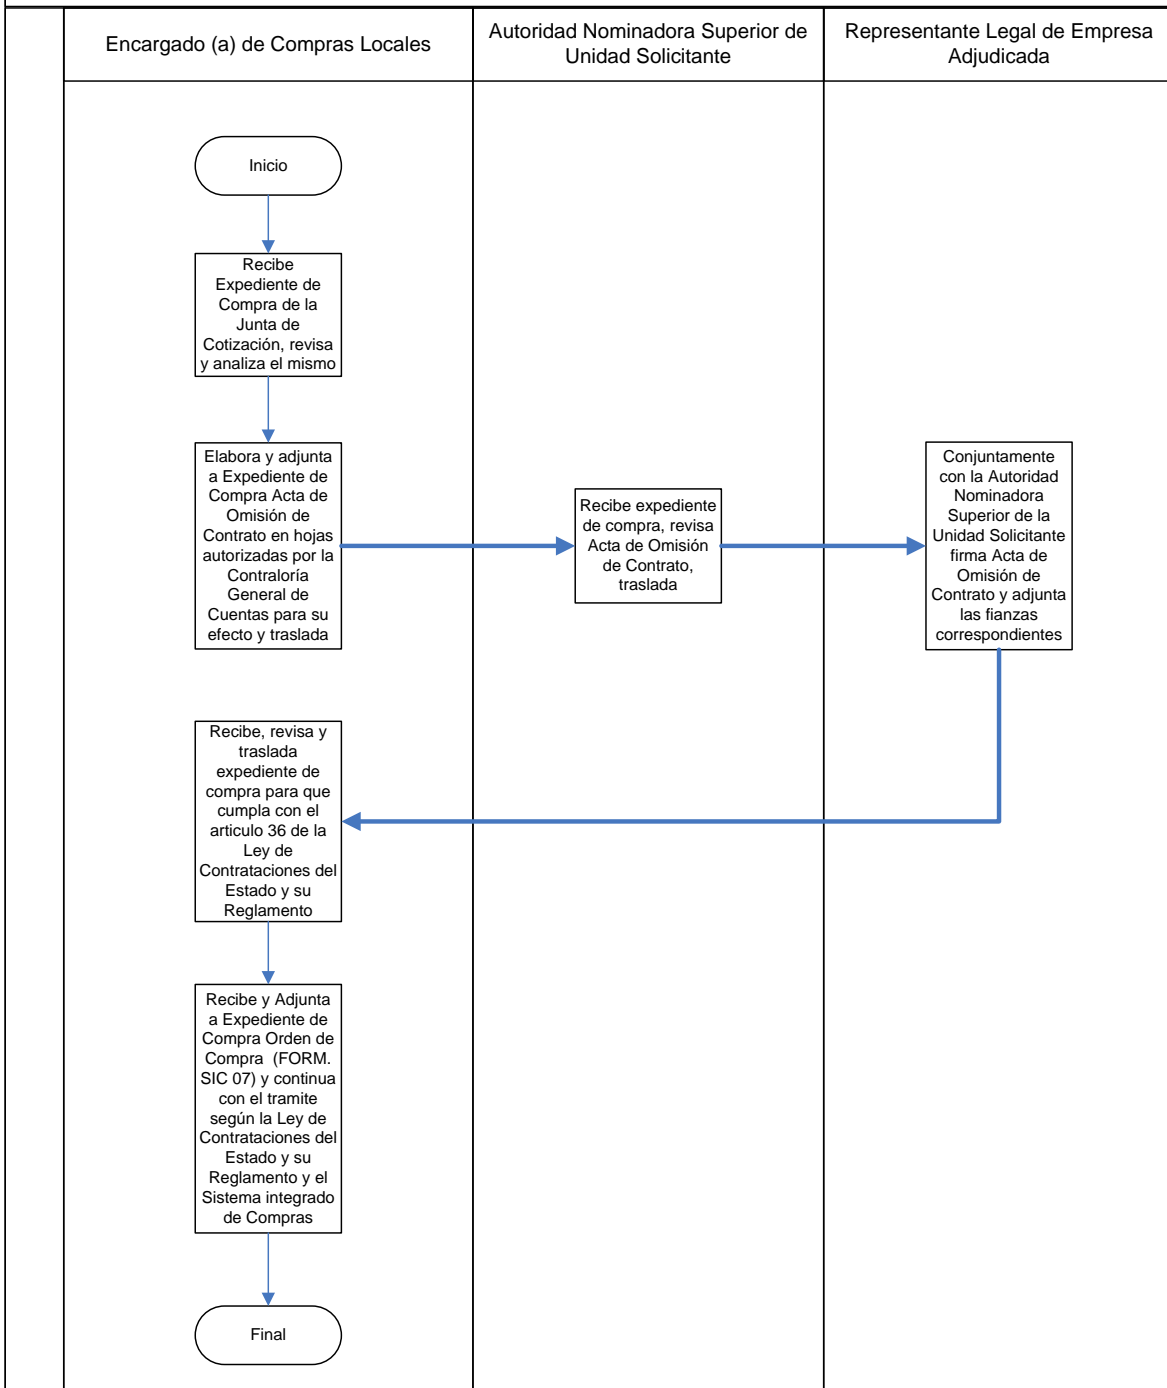 Encargado (a) de Compras Locales
Autoridad Nominadora Superior de
Unidad Solicitante
Representante Legal de Empresa
Adjudicada
Inicio
Recibe
Expediente de
Compra de la
Junta de
Cotización, revisa
y analiza el mismo
Elabora y adjunta
a Expediente de
Compra Acta de
Omisión de
Contrato en hojas
autorizadas por la
Contraloría
General de
Cuentas para su
efecto y traslada
Recibe expediente
de compra, revisa
Acta de Omisión
de Contrato,
traslada
Conjuntamente
con la Autoridad
Nominadora
Superior de la
Unidad Solicitante
firma Acta de
Omisión de
Contrato y adjunta
las fianzas
correspondientes
Recibe, revisa y
traslada
expediente de
compra para que
cumpla con el
articulo 36 de la
Ley de
Contrataciones del
Estado y su
Reglamento
Recibe y Adjunta
a Expediente de
Compra Orden de
Compra (FORM.
SIC 07) y continua
con el tramite
según la Ley de
Contrataciones del
Estado y su
Reglamento y el
Sistema integrado
de Compras
Final